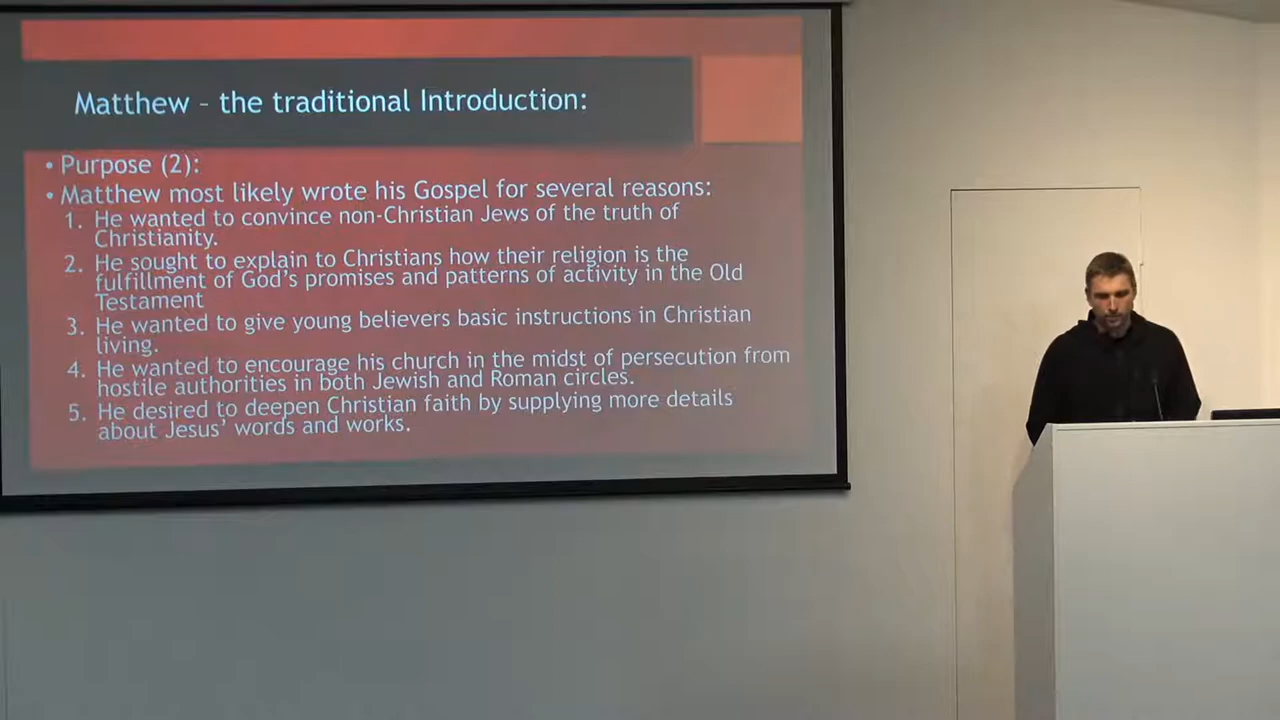 Matthew – the traditional Introduction:
• Purpose (2):
• Matthew most likely wrote his Gospel for several reasons:
1. He wanted to convince non-Christian Jews of the truth of
Christianity.
2. He sought to explain to Christians how their religion is the
fulfillment of God's promises and patterns of activity in the Old
Testament
3. He wanted to give young believers basic instructions in Christian
living.
4. He wanted to encourage his church in the midst of persecution from
hostile authorities in both Jewish and Roman circles.
5. He desired to deepen Christian faith by supplying more details
about Jesus' words and works.